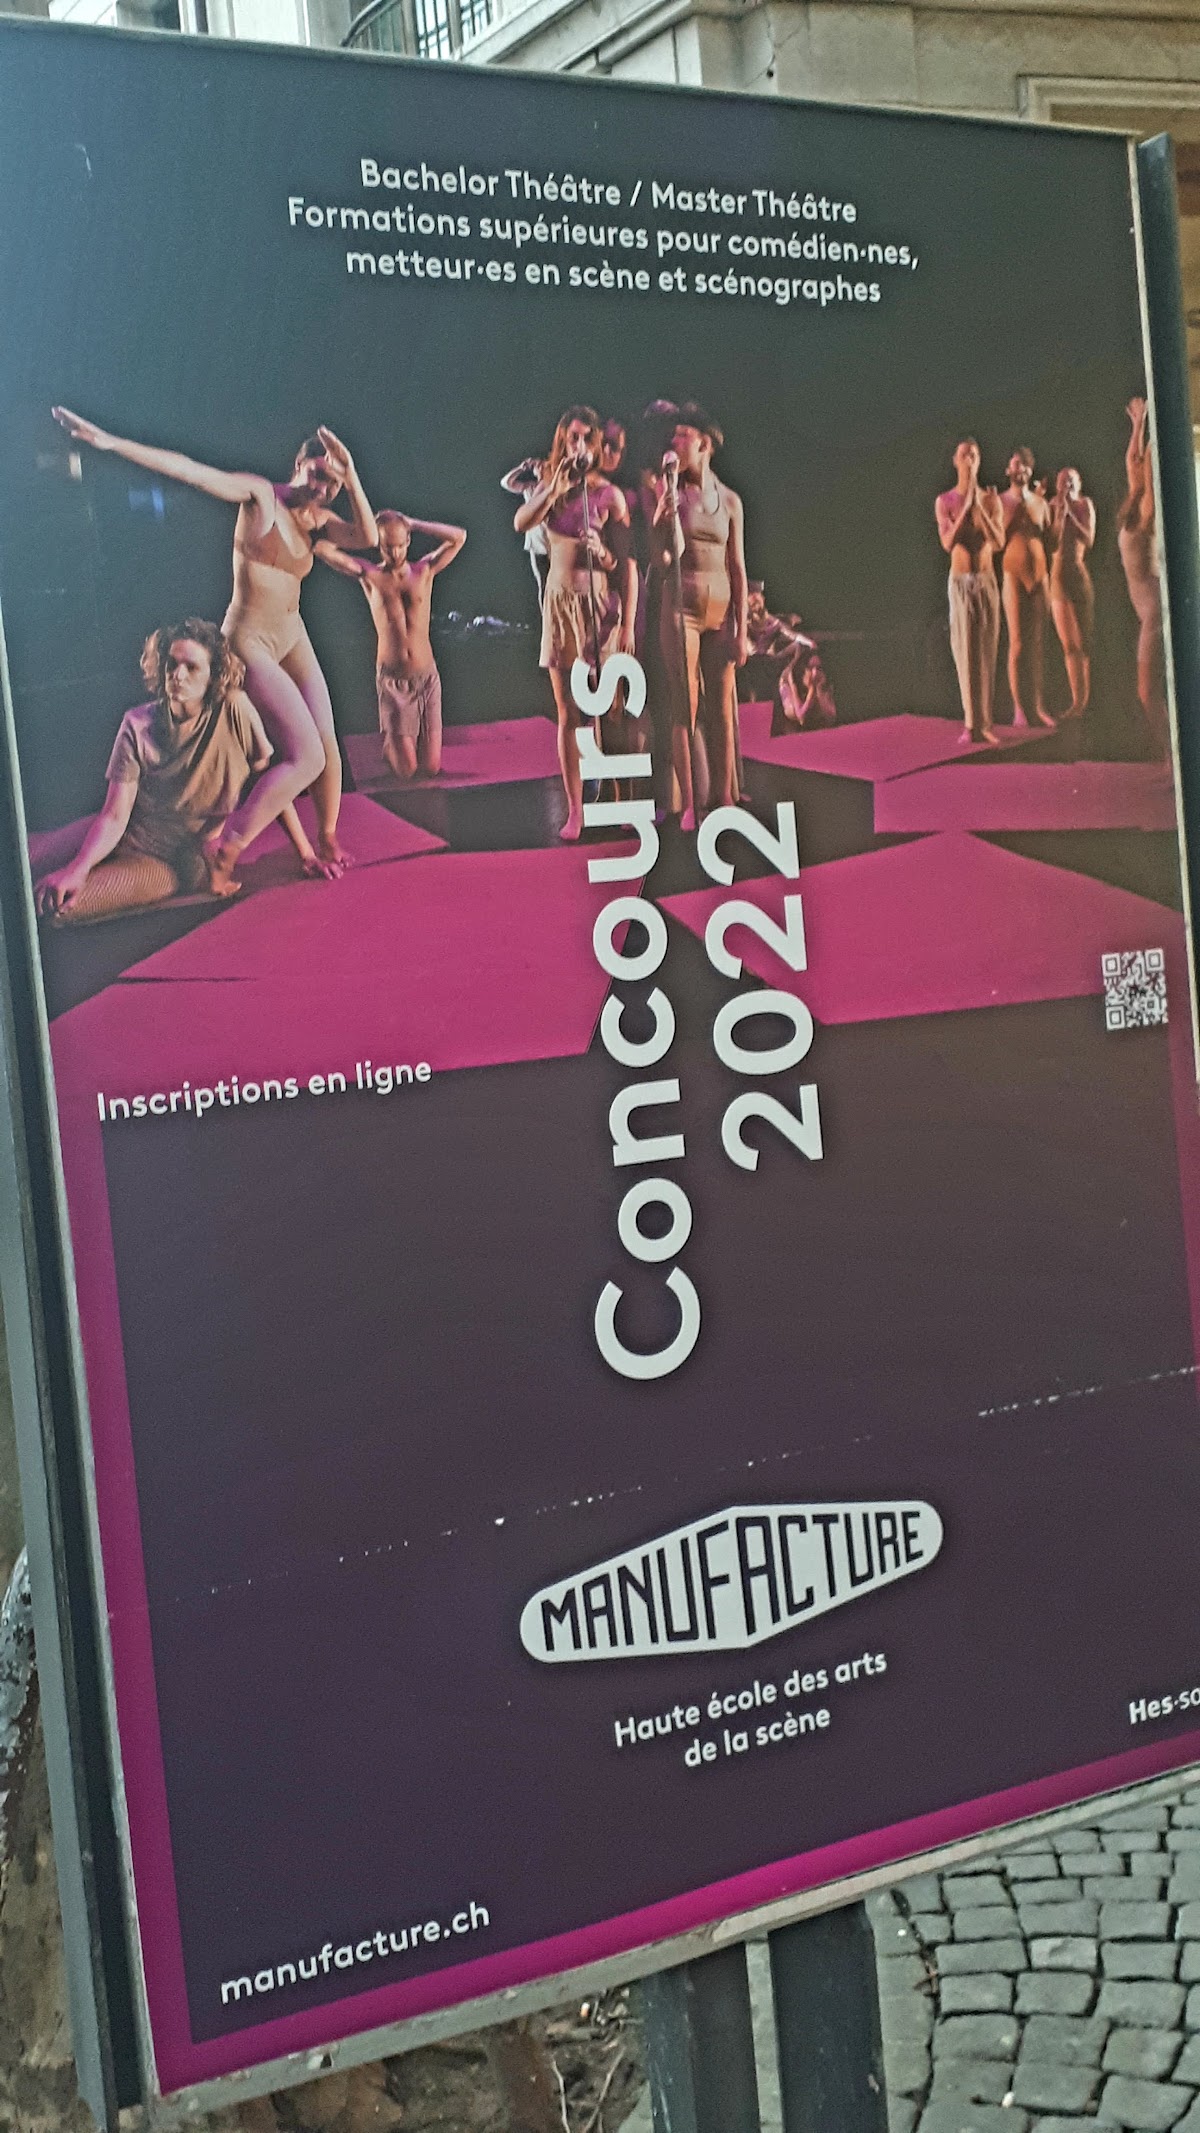 Bachelor Théâtre / Master Théâtre
Formations supérieures pour comédien·nes,
metteur·es en scène et scénographes
Concours
2022
Inscriptions en ligne
MANUFACTURE
Haute école des arts
de la scène
manufacture.ch